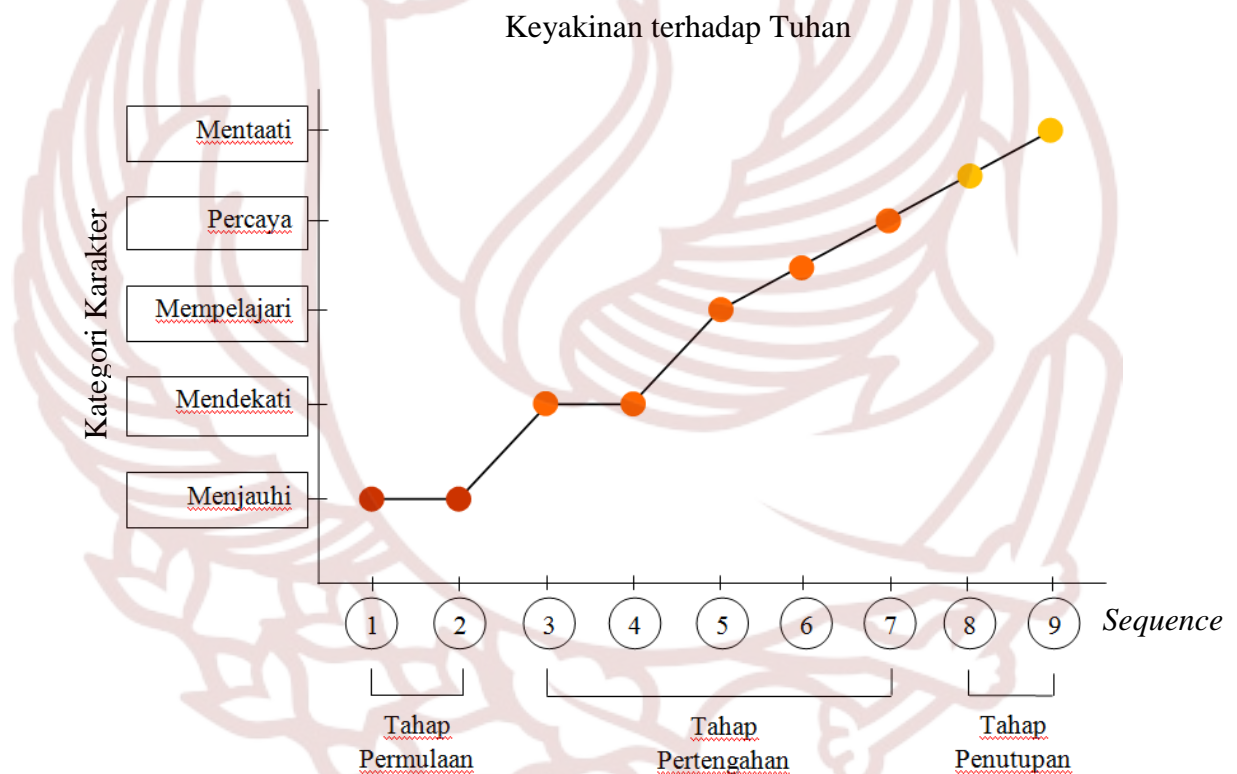 Keyakinan terhadap Tuhan
Kategori Karakter
Mentaati
Percaya
Mempelajari
Mendekati
Menjauhi
1 2 3 4 5 6 7 8 9 Sequence
Tahap
Permulaan
Tahap
Pertengahan
Tahap
Penutupan